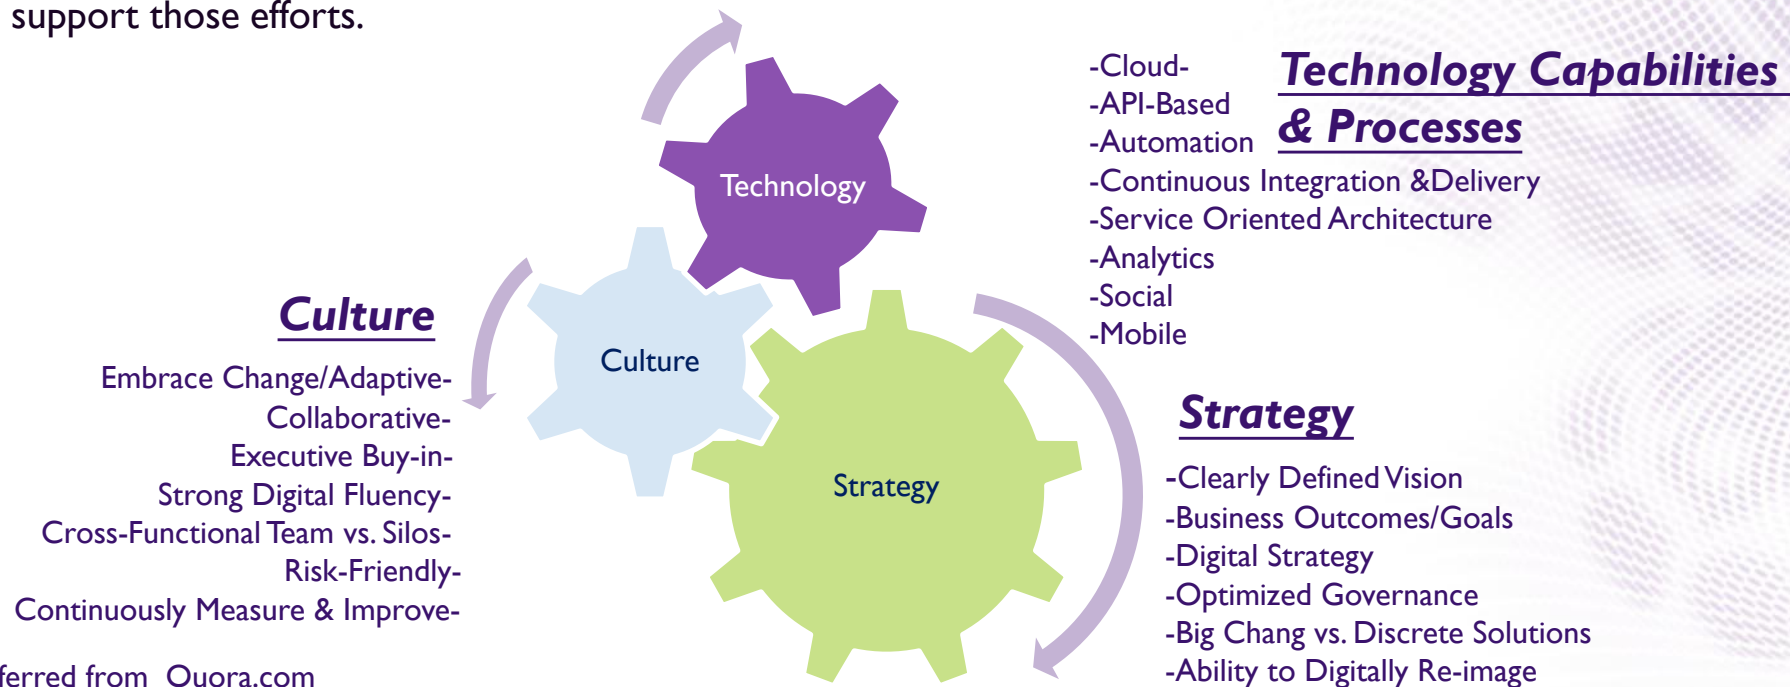 support those efforts.
Technology
Culture
Strategy
Technology Capabilities
& Processes
-Cloud-
-API-Based
-Automation
-Continuous Integration &Delivery
-Service Oriented Architecture
-Analytics
-Social
-Mobile
Culture
Embrace Change/Adaptive-
Collaborative-
Executive Buy-in-
Strong Digital Fluency-
Cross-Functional Team vs. Silos-
Risk-Friendly-
Continuously Measure & Improve-
Strategy
-Clearly Defined Vision
-Business Outcomes/Goals
-Digital Strategy
-Optimized Governance
-Big Chang vs. Discrete Solutions
-Ability to Digitally Re-image
from Quora.com